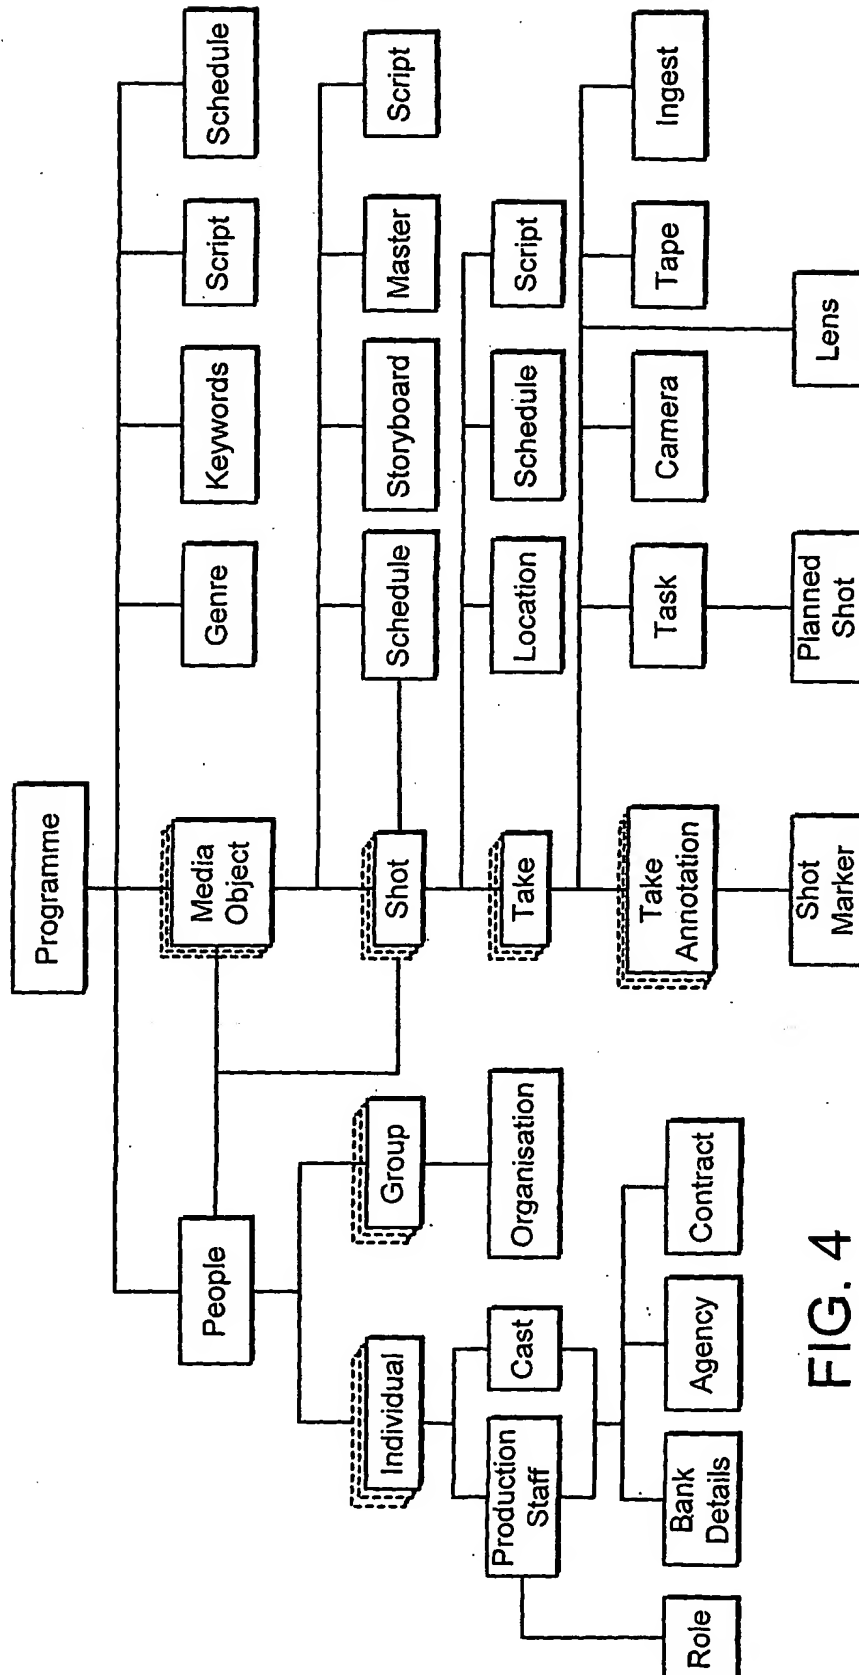 Programme
People
Media
Object
Genre
Keywords
Script
Schedule
Individual
Group
Shot
Schedule
Storyboard
Master
Script
Production
Staff
Cast
Organisation
Take
Location
Schedule
Script
Role
Bank
Details
Agency
Contract
Take
Annotation
Task
Camera
Tape
Ingest
Shot
Marker
Planned
Shot
Lens
FIG. 4